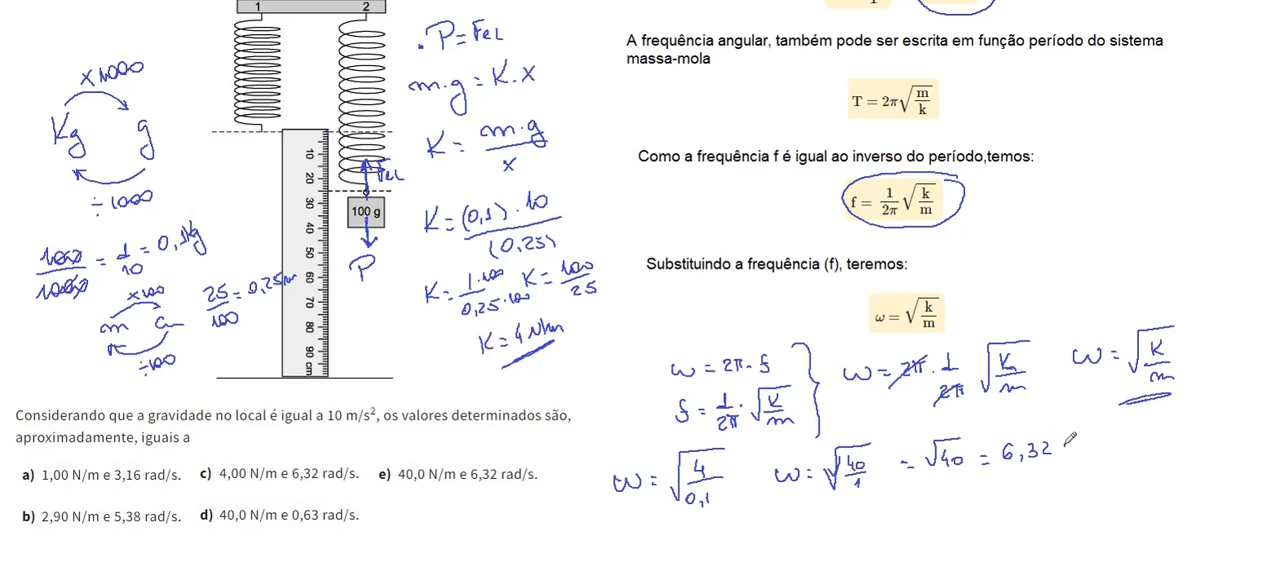 1 2
x1000
Kg g
÷1000
100/1000 = 1/10 = 0,1Kg
x100
m
÷100
25/100 = 0,25m
10 20 30 40 50 60 70 80 90 cm
100 g
FEL
P
. P = FEL
m.g = K.x
K = m.g/x
K = (0,1).10/(0,25)
K = 1.100/0,25.100 K = 100/25
K = 4 N/m
Considerando que a gravidade no local é igual a 10 m/s², os valores determinados são,
aproximadamente, iguais a
a) 1,00 N/m e 3,16 rad/s. c) 4,00 N/m e 6,32 rad/s. e) 40,0 N/m e 6,32 rad/s.
b) 2,90 N/m e 5,38 rad/s. d) 40,0 N/m e 0,63 rad/s.
A frequência angular, também pode ser escrita em função período do sistema
massa-mola
T = 2π√(m/k)
Como a frequência f é igual ao inverso do período,temos:
f = 1/2π √(k/m)
Substituindo a frequência (f), teremos:
ω = √(k/m)
ω = 2π.f
f = 1/2π . √(K/m)
ω = 2π . 1/2π √(K/m)
ω = √(K/m)
ω = √(4/0,1) ω = √(40/1) = √40 = 6,32